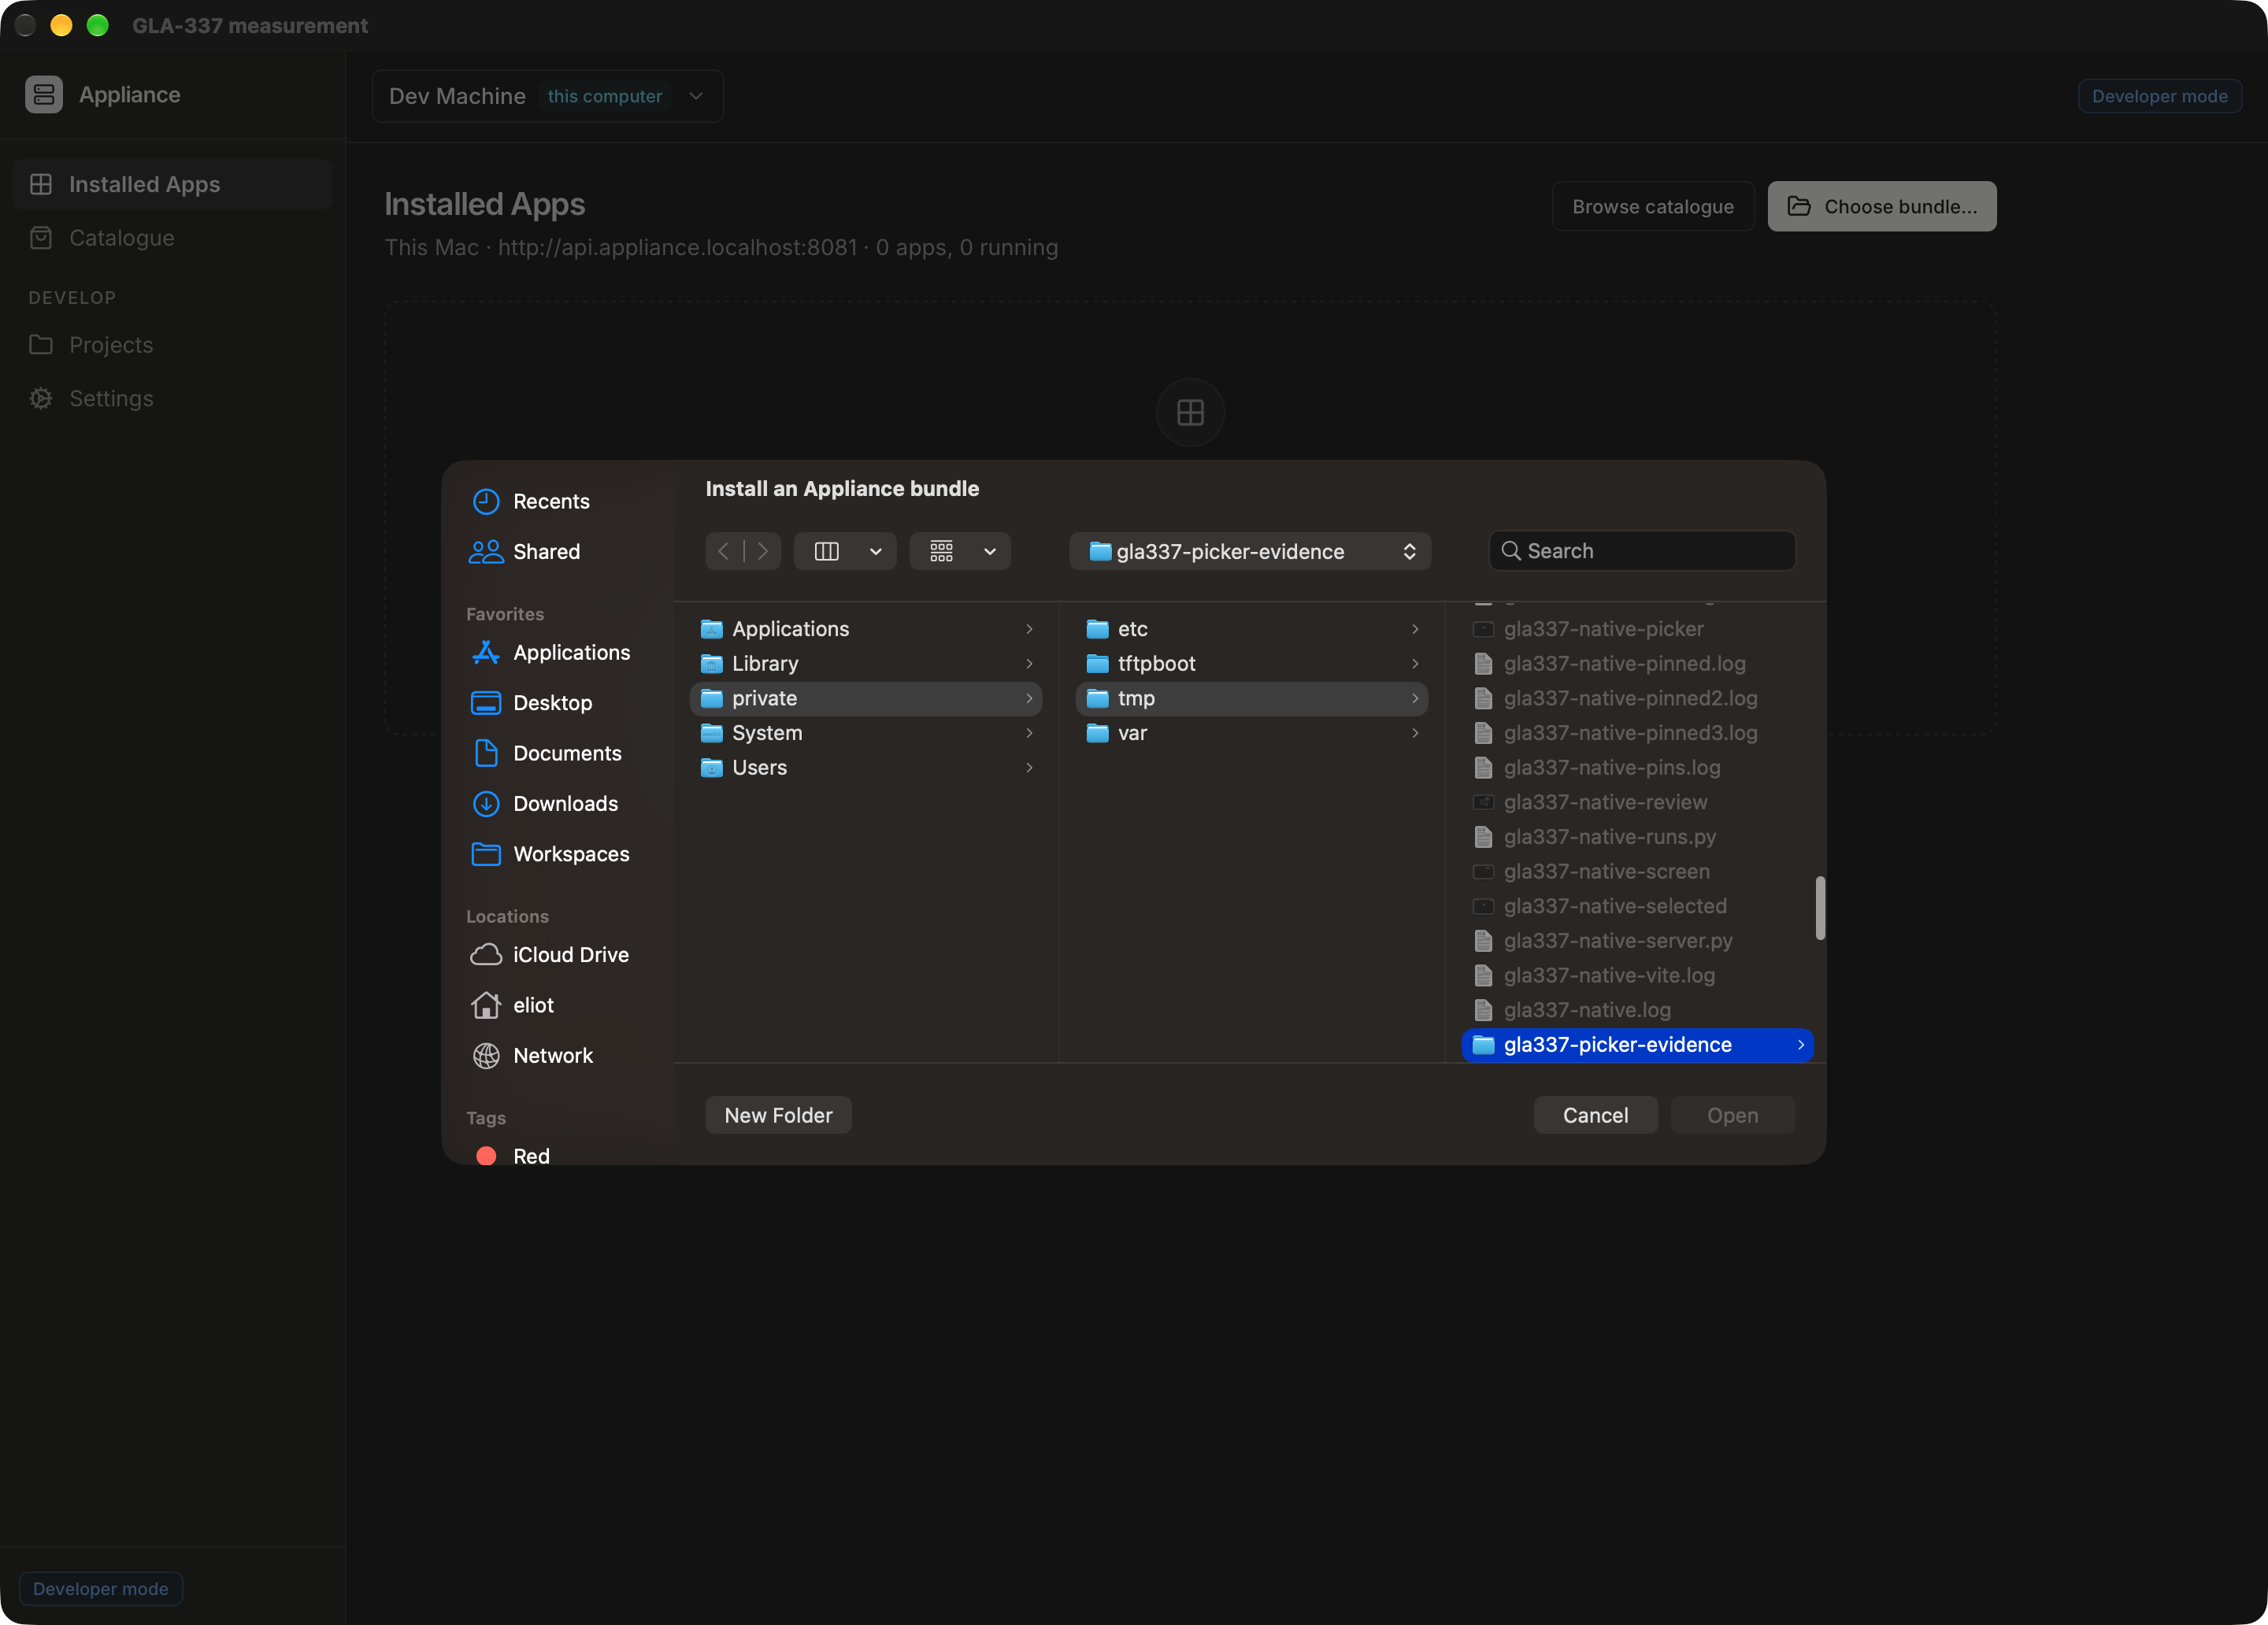 GLA-337 measurement
Appliance
Dev Machine this computer
Developer mode
Installed Apps
Catalogue
DEVELOP
Projects
Settings
Installed Apps
This Mac · http://api.appliance.localhost:8081 · 0 apps, 0 running
Browse catalogue
Choose bundle...
Recents
Shared
Favorites
Applications
Desktop
Documents
Downloads
Workspaces
Locations
iCloud Drive
eliot
Network
Tags
Red
Install an Appliance bundle
gla337-picker-evidence
Search
Applications
Library
private
System
Users
etc
tftpboot
tmp
var
gla337-native-picker
gla337-native-pinned.log
gla337-native-pinned2.log
gla337-native-pinned3.log
gla337-native-pins.log
gla337-native-review
gla337-native-runs.py
gla337-native-screen
gla337-native-selected
gla337-native-server.py
gla337-native-vite.log
gla337-native.log
gla337-picker-evidence
New Folder
Cancel
Open
Developer mode